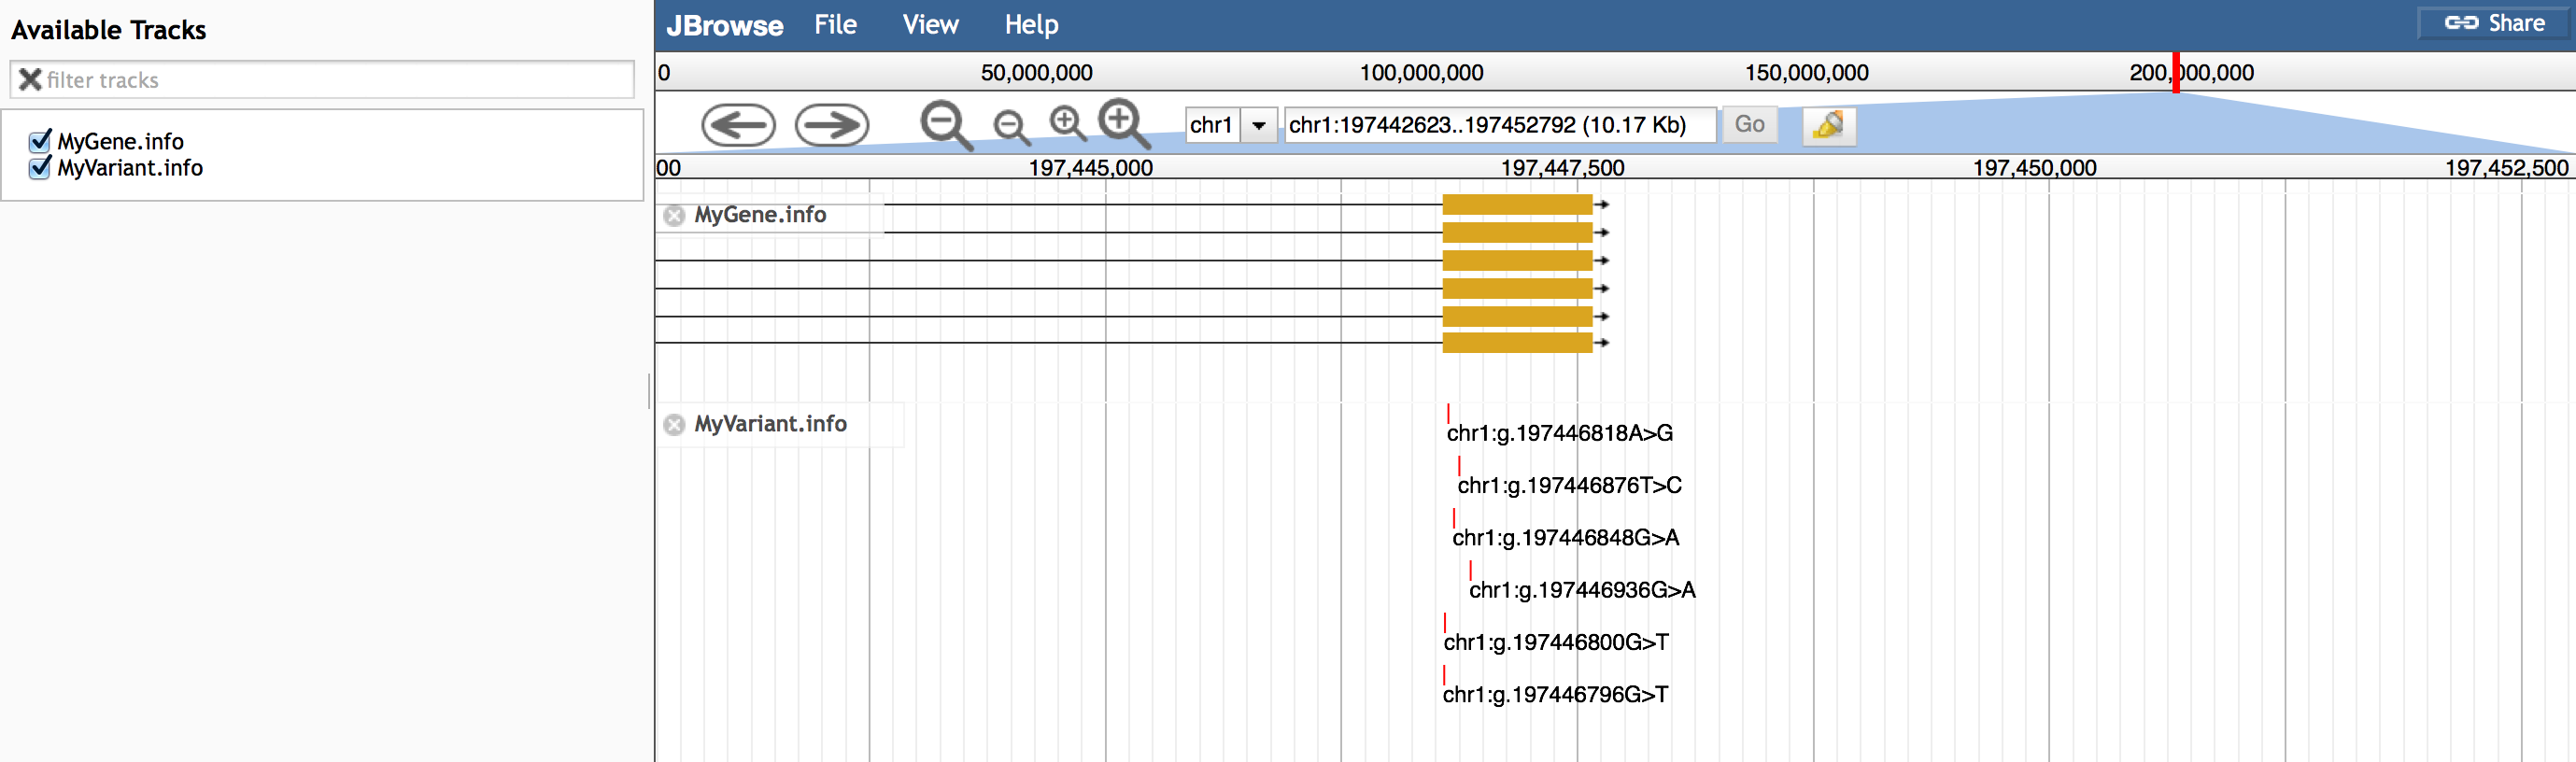 Available Tracks
filter tracks
MyGene.info
MyVariant.info
JBrowse File View Help Share
0 50,000,000 100,000,000 150,000,000 200,000,000
chr1 chr1:197442623..197452792 (10.17 Kb) Go
00 197,445,000 197,447,500 197,450,000 197,452,500
MyGene.info
MyVariant.info
chr1:g.197446818A>G
chr1:g.197446876T>C
chr1:g.197446848G>A
chr1:g.197446936G>A
chr1:g.197446800G>T
chr1:g.197446796G>T